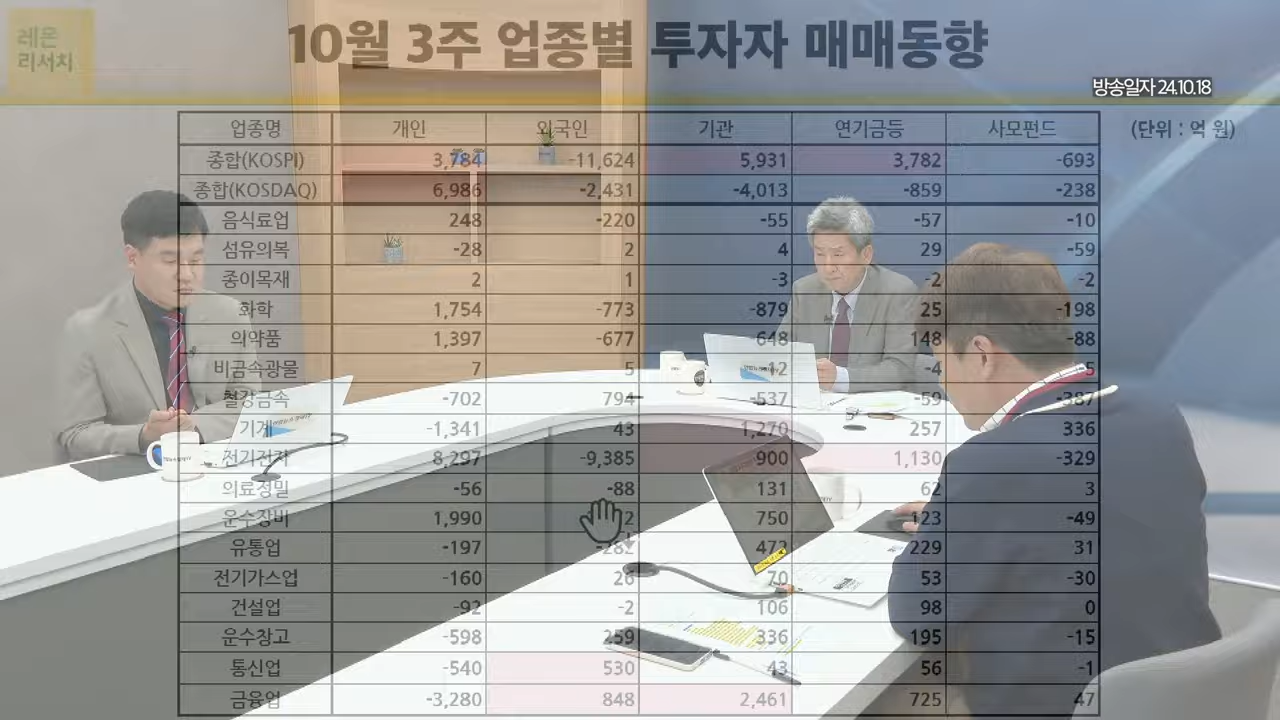 레몬
리서치
10월 3주 업종별 투자자 매매동향
방송일자 24.10.18
(단위 : 억 원)
업종명 개인 외국인 기관 연기금등 사모펀드
종합(KOSPI) 3,784 -11,624 5,931 3,782 -693
종합(KOSDAQ) 6,986 -2,431 -4,013 -859 -238
음식료업 248 -220 -55 -57 -10
섬유의복 -28 2 4 29 -59
종이목재 2 1 -3 -2 -2
화학 1,754 -773 -879 25 -198
의약품 1,397 -677 -648 148 -88
비금속광물 7 5 -4
철강금속 -702 794 -537 -59 -387
기계 -1,341 43 1,270 257 336
전기전자 8,297 -9,385 900 1,130 -329
의료정밀 -56 -88 131 62 3
운수장비 1,990 750 123 -49
유통업 -197 -282 472 229 31
전기가스업 -160 26 70 53 -30
건설업 -92 -2 106 98 0
운수창고 -598 259 336 195 -15
통신업 -540 530 43 56 -1
금융업 -3,280 848 2,461 725 47